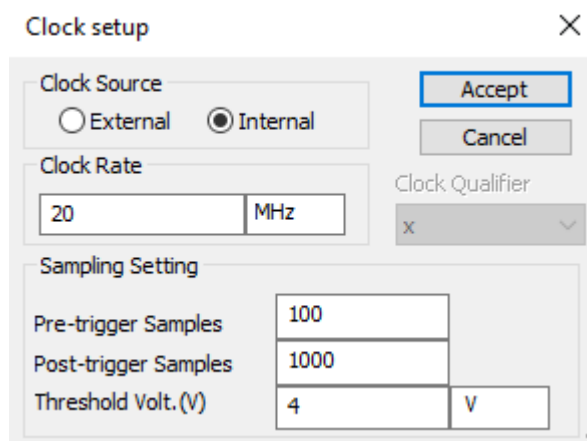 Clock setup
Clock Source
Accept
External
Internal
Cancel
Clock Rate
20
MHz
Clock Qualifier
x
Sampling Setting
Pre-trigger Samples
100
Post-trigger Samples
1000
Threshold Volt.(V)
4
V